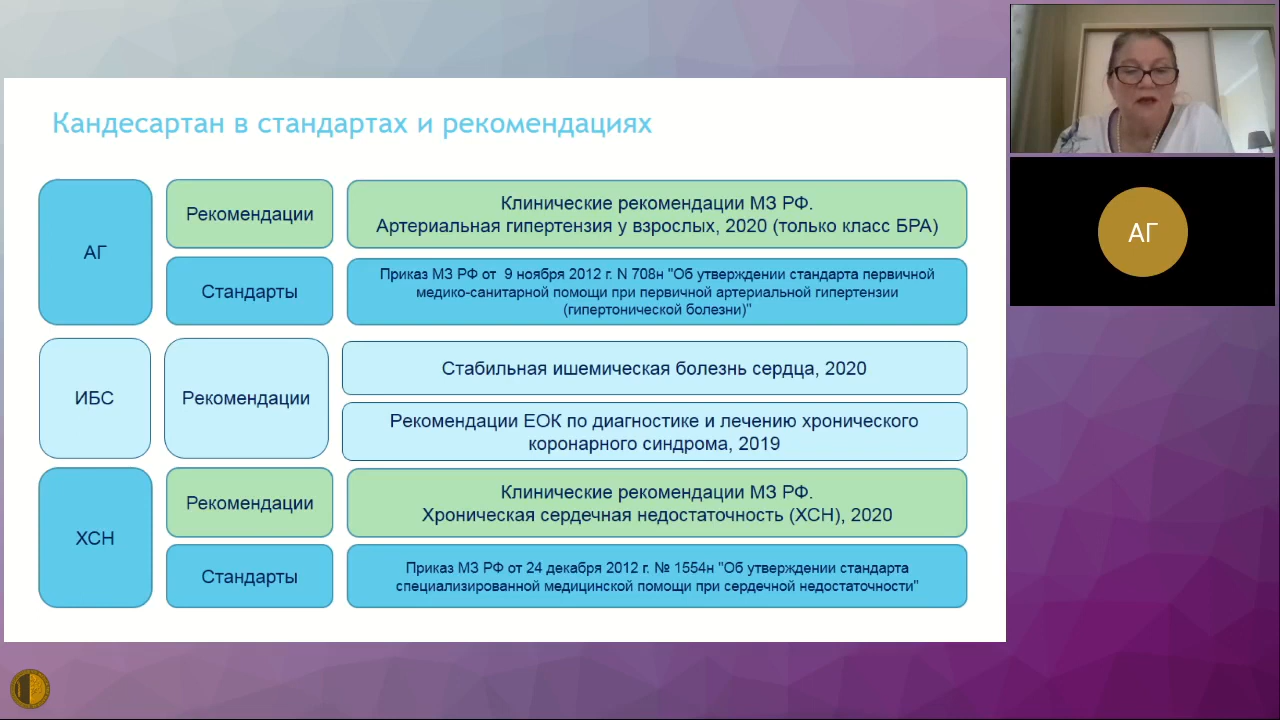 Кандесартан в стандартах и рекомендациях
АГ
Рекомендации
Клинические рекомендации МЗ РФ.
Артериальная гипертензия у взрослых, 2020 (только класс БРА)
Стандарты
Приказ МЗ РФ от 9 ноября 2012 г. N 708н "Об утверждении стандарта первичной
медико-санитарной помощи при первичной артериальной гипертензии
(гипертонической болезни)"
ИБС
Рекомендации
Стабильная ишемическая болезнь сердца, 2020
Рекомендации ЕОК по диагностике и лечению хронического
коронарного синдрома, 2019
ХСН
Рекомендации
Клинические рекомендации МЗ РФ.
Хроническая сердечная недостаточность (ХСН), 2020
Стандарты
Приказ МЗ РФ от 24 декабря 2012 г. № 1554н "Об утверждении стандарта
специализированной медицинской помощи при сердечной недостаточности"
АГ